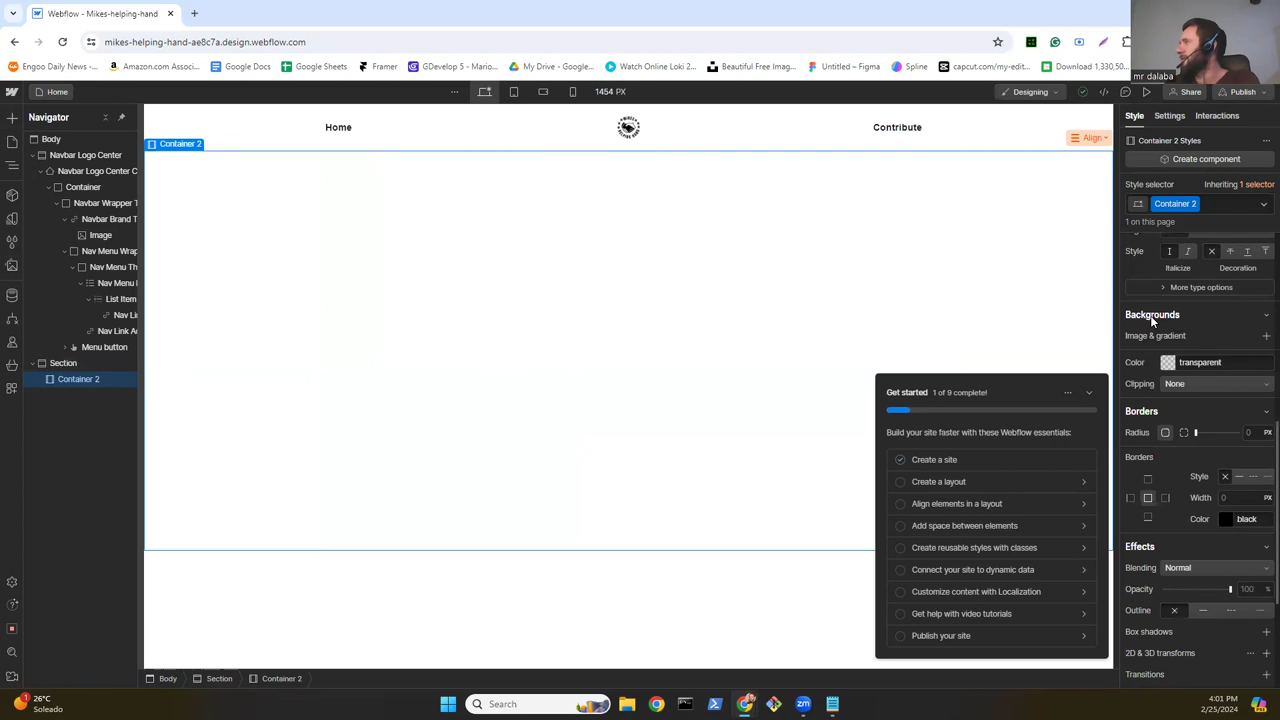 Webflow - Mikes-helping-hand
mikes-helping-hand-ae8c7a.design.webflow.com
Engoo Daily News -...
Amazon.com Associ...
Google Docs
Google Sheets
Framer
GDevelop 5 - Mario...
My Drive - Google...
Watch Online Loki 2...
Beautiful Free Imag...
Untitled – Figma
Spline
capcut.com/my-edit...
Download 1,330,50...
mr dalaba
Home
1454 PX
Designing
Share
Publish
Navigator
Body
Navbar Logo Center
Navbar Logo Center C
Container
Navbar Wrapper T
Navbar Brand T
Image
Nav Menu Wrap
Nav Menu Th
Nav Menu I
List Item
Nav Li
Nav Link Ac
Menu button
Section
Container 2
Home
Contribute
Container 2
Align
Get started 1 of 9 complete!
Build your site faster with these Webflow essentials:
Create a site
Create a layout
Align elements in a layout
Add space between elements
Create reusable styles with classes
Connect your site to dynamic data
Customize content with Localization
Get help with video tutorials
Publish your site
Style Settings Interactions
Container 2 Styles
Create component
Style selector Inheriting 1 selector
Container 2
1 on this page
Style
Italicize Decoration
More type options
Backgrounds
Image & gradient
Color transparent
Clipping None
Borders
Radius 0 PX
Borders
Style
Width 0 PX
Color black
Effects
Blending Normal
Opacity 100 %
Outline
Box shadows
2D & 3D transforms
Transitions
Body Section Container 2
26°C
Soleado
Search
4:01 PM
2/25/2024